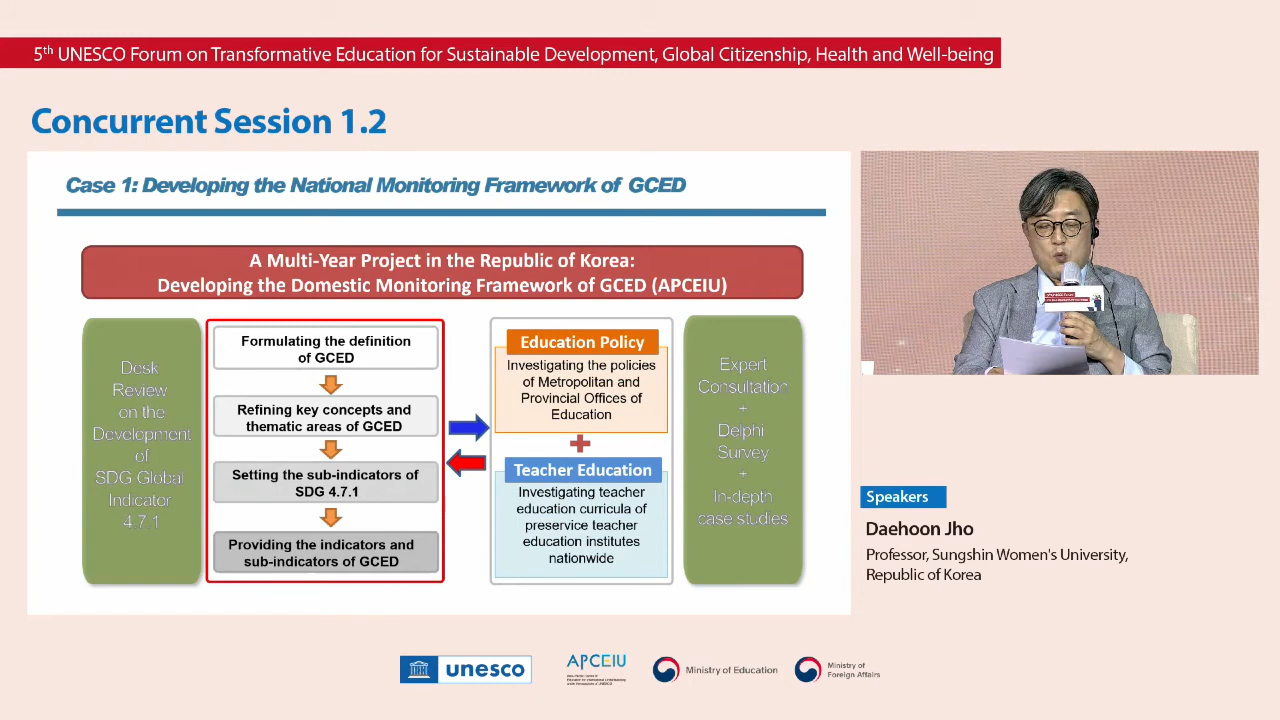 5th UNESCO Forum on Transformative Education for Sustainable Development, Global Citizenship, Health and Well-being
Concurrent Session 1.2
Case 1: Developing the National Monitoring Framework of GCED
A Multi-Year Project in the Republic of Korea:
Developing the Domestic Monitoring Framework of GCED (APCEIU)
Desk
Review
on the
Development
of
SDG Global
Indicator
4.7.1
Formulating the definition
of GCED
Refining key concepts and
thematic areas of GCED
Setting the sub-indicators of
SDG 4.7.1
Providing the indicators and
sub-indicators of GCED
Education Policy
Investigating the policies
of Metropolitan and
Provincial Offices of
Education
Teacher Education
Investigating teacher
education curricula of
preservice teacher
education institutes
nationwide
Expert
Consultation
+
Delphi
Survey
+
In-depth
case studies
Speakers
Daehoon Jho
Professor, Sungshin Women's University,
Republic of Korea
unesco
APCEIU
Ministry of Education
Ministry of
Foreign Affairs